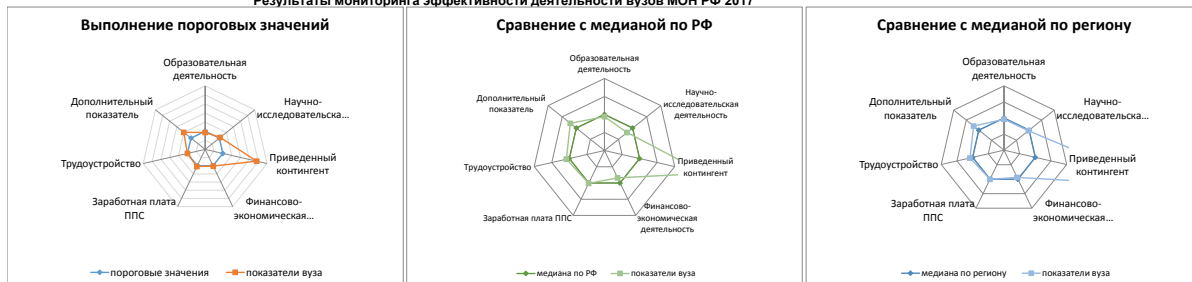 Результаты мониторинга эффективности деятельности вузов МОН РФ 2017
Выполнение пороговых значений
Образовательная
деятельность
Научно-
исследовательска...
Приведенный
контингент
Финансово-
экономическая...
Заработная плата
ППС
Трудоустройство
Дополнительный
показатель
пороговые значения
показатели вуза
Сравнение с медианой по РФ
Образовательная
деятельность
Научно-
исследовательская
деятельность
Приведенный
контингент
Финансово-
экономическая
деятельность
Заработная плата ППС
Трудоустройство
Дополнительный
показатель
медиана по РФ
показатели вуза
Сравнение с медианой по региону
Образовательная
деятельность
Научно-
исследовательска...
Приведенный
контингент
Финансово-
экономическая...
Заработная плата
ППС
Трудоустройство
Дополнительный
показатель
медиана по региону
показатели вуза